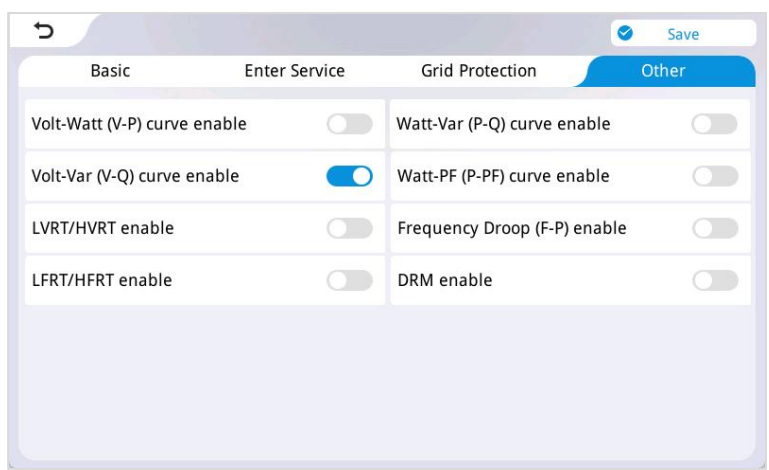 Save
Basic Enter Service Grid Protection Other
Volt-Watt (V-P) curve enable Watt-Var (P-Q) curve enable
Volt-Var (V-Q) curve enable Watt-PF (P-PF) curve enable
LVRT/HVRT enable Frequency Droop (F-P) enable
LFRT/HFRT enable DRM enable